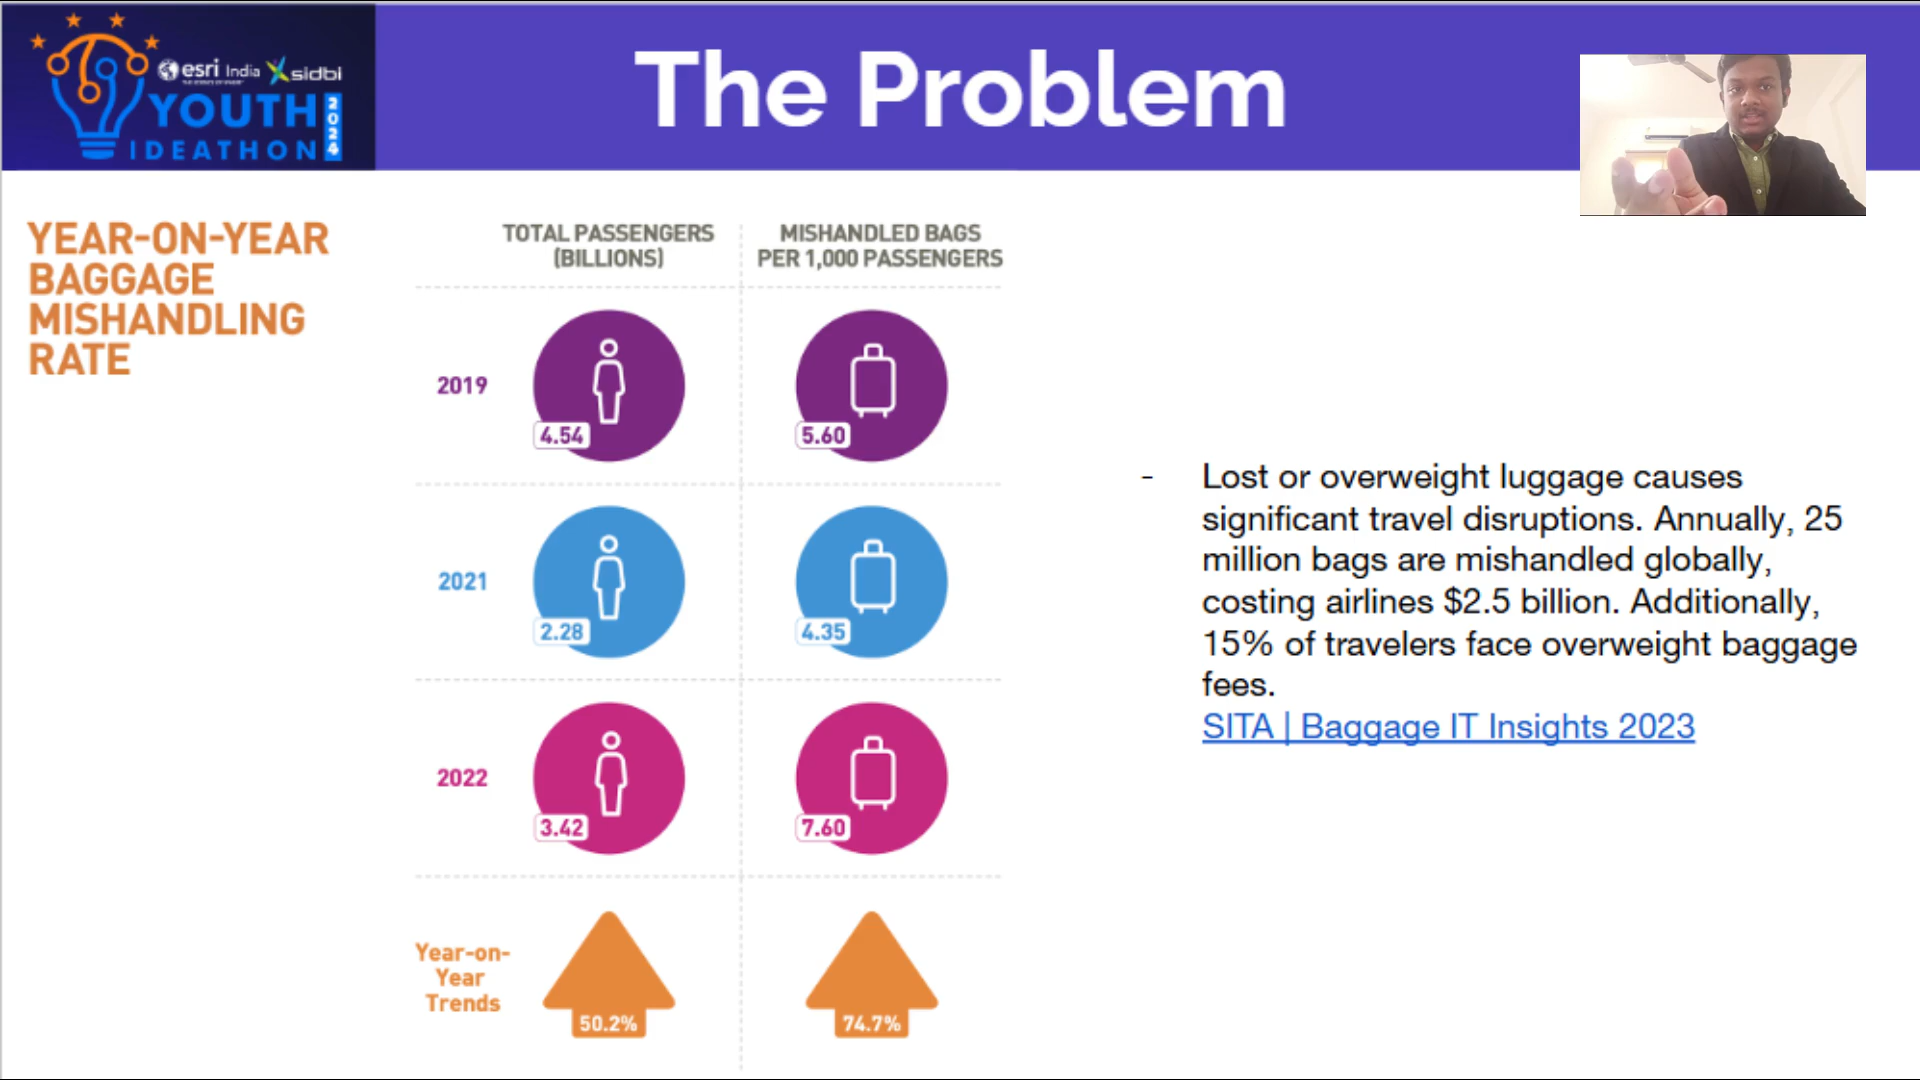 esri India sidbi
YOUTH
IDEATHON
2024
The Problem
YEAR-ON-YEAR
BAGGAGE
MISHANDLING
RATE
TOTAL PASSENGERS
(BILLIONS)
MISHANDLED BAGS
PER 1,000 PASSENGERS
2019
4.54
5.60
2021
2.28
4.35
2022
3.42
7.60
Year-on-
Year
Trends
50.2%
74.7%
- Lost or overweight luggage causes
significant travel disruptions. Annually, 25
million bags are mishandled globally,
costing airlines $2.5 billion. Additionally,
15% of travelers face overweight baggage
fees.
SITA | Baggage IT Insights 2023